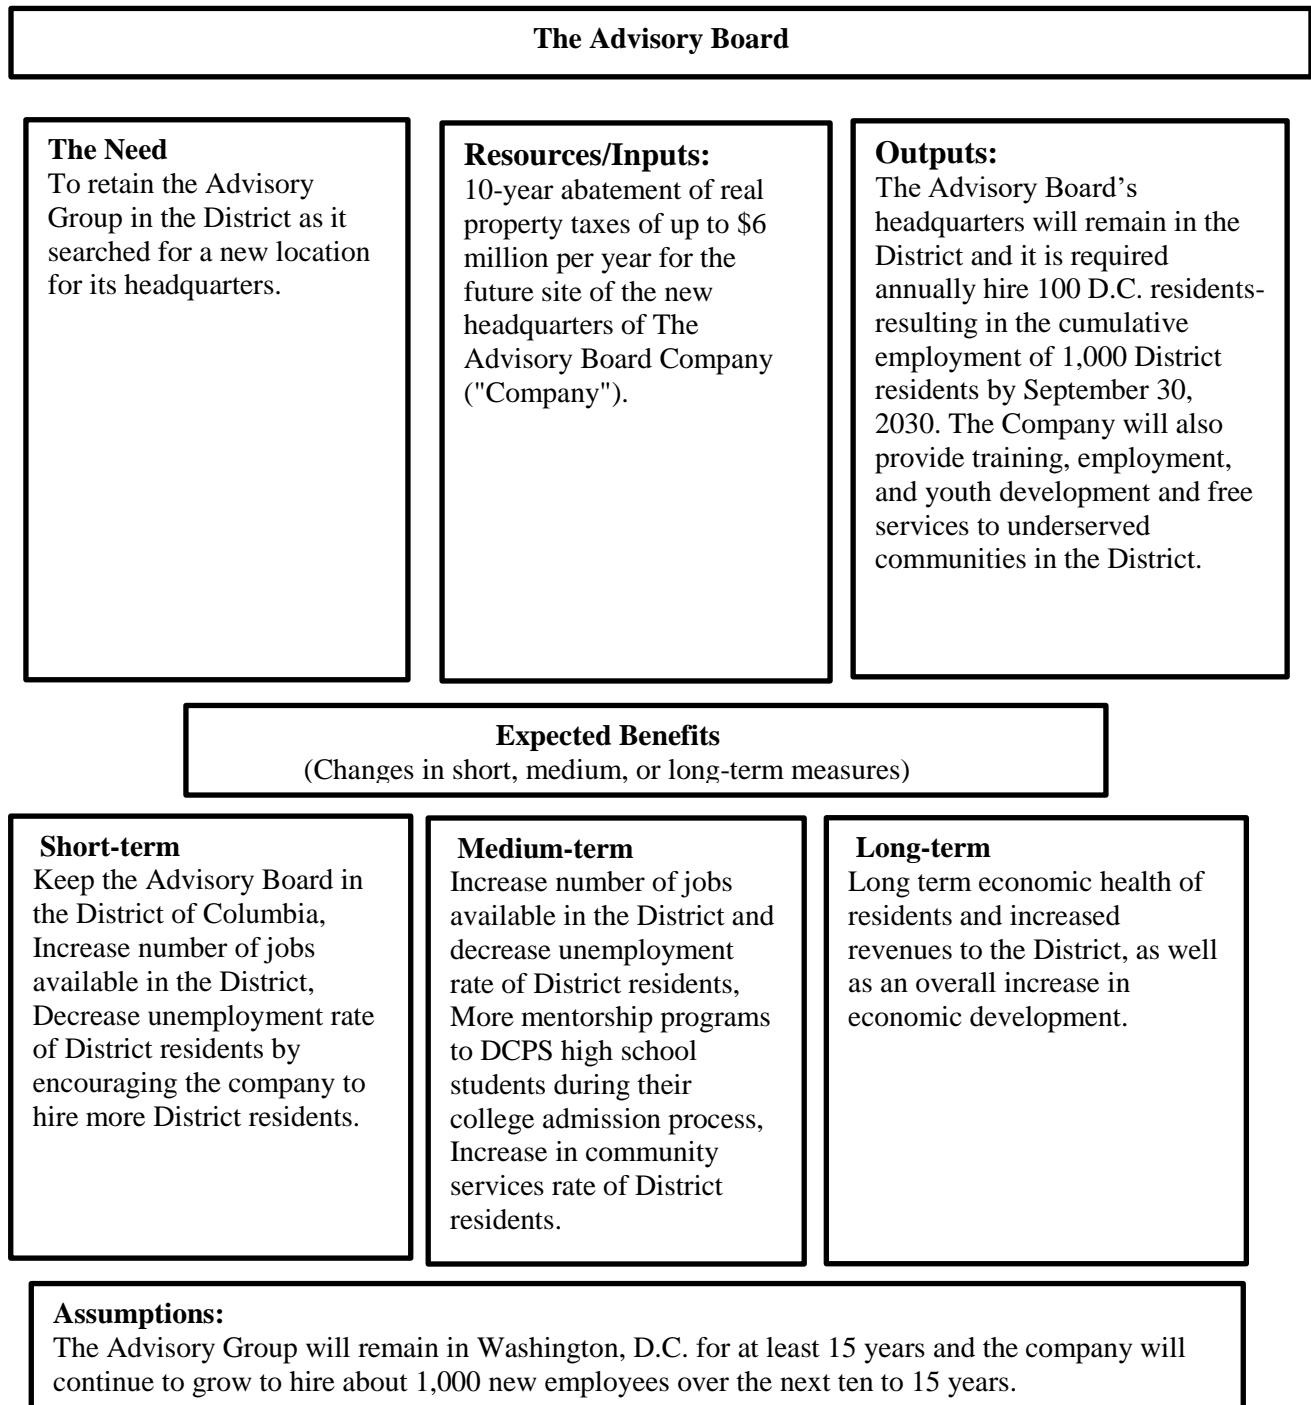 The Advisory Board
The Need
To retain the Advisory
Group in the District as it
searched for a new location
for its headquarters.
Resources/Inputs:
10-year abatement of real
property taxes of up to $6
million per year for the
future site of the new
headquarters of The
Advisory Board Company
("Company").
Outputs:
The Advisory Board’s
headquarters will remain in the
District and it is required
annually hire 100 D.C. residents-
resulting in the cumulative
employment of 1,000 District
residents by September 30,
2030. The Company will also
provide training, employment,
and youth development and free
services to underserved
communities in the District.
Expected Benefits
(Changes in short, medium, or long-term measures)
Short-term
Keep the Advisory Board in
the District of Columbia,
Increase number of jobs
available in the District,
Decrease unemployment rate
of District residents by
encouraging the company to
hire more District residents.
Medium-term
Increase number of jobs
available in the District and
decrease unemployment
rate of District residents,
More mentorship programs
to DCPS high school
students during their
college admission process,
Increase in community
services rate of District
residents.
Long-term
Long term economic health of
residents and increased
revenues to the District, as well
as an overall increase in
economic development.
Assumptions:
The Advisory Group will remain in Washington, D.C. for at least 15 years and the company will
continue to grow to hire about 1,000 new employees over the next ten to 15 years.